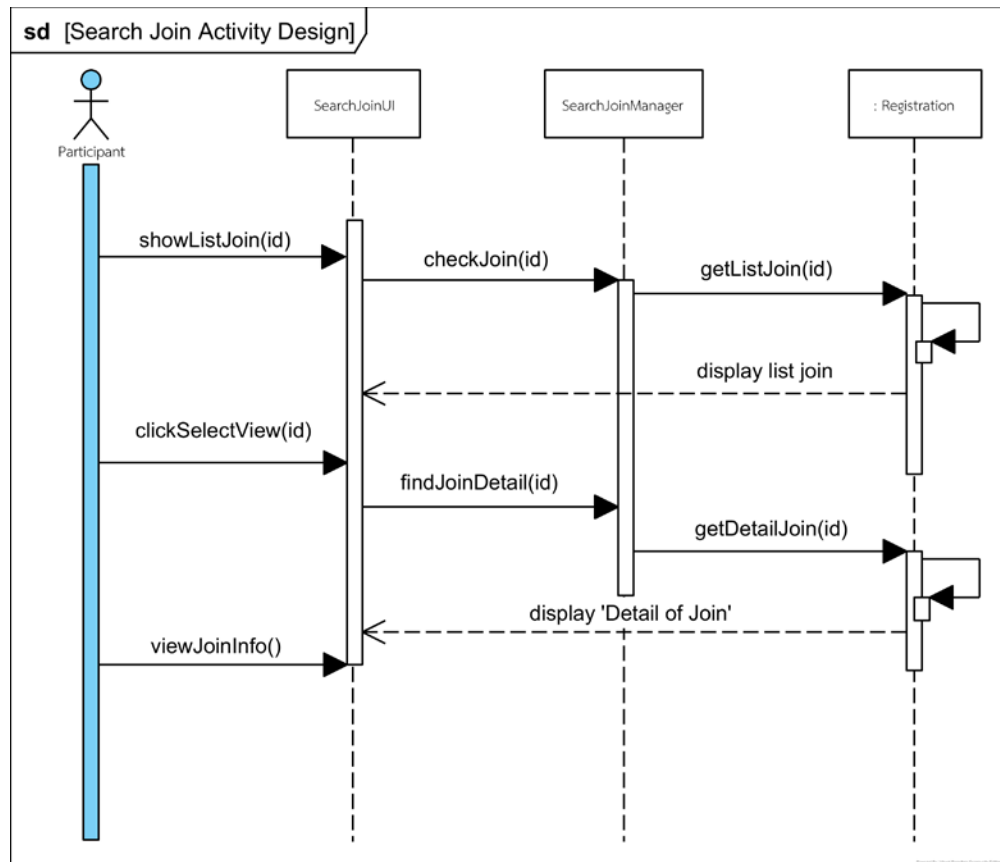 sd [Search Join Activity Design]
Participant
SearchJoinUI
SearchJoinManager
: Registration
showListJoin(id)
checkJoin(id)
getListJoin(id)
display list join
clickSelectView(id)
findJoinDetail(id)
getDetailJoin(id)
display 'Detail of Join'
viewJoinInfo()